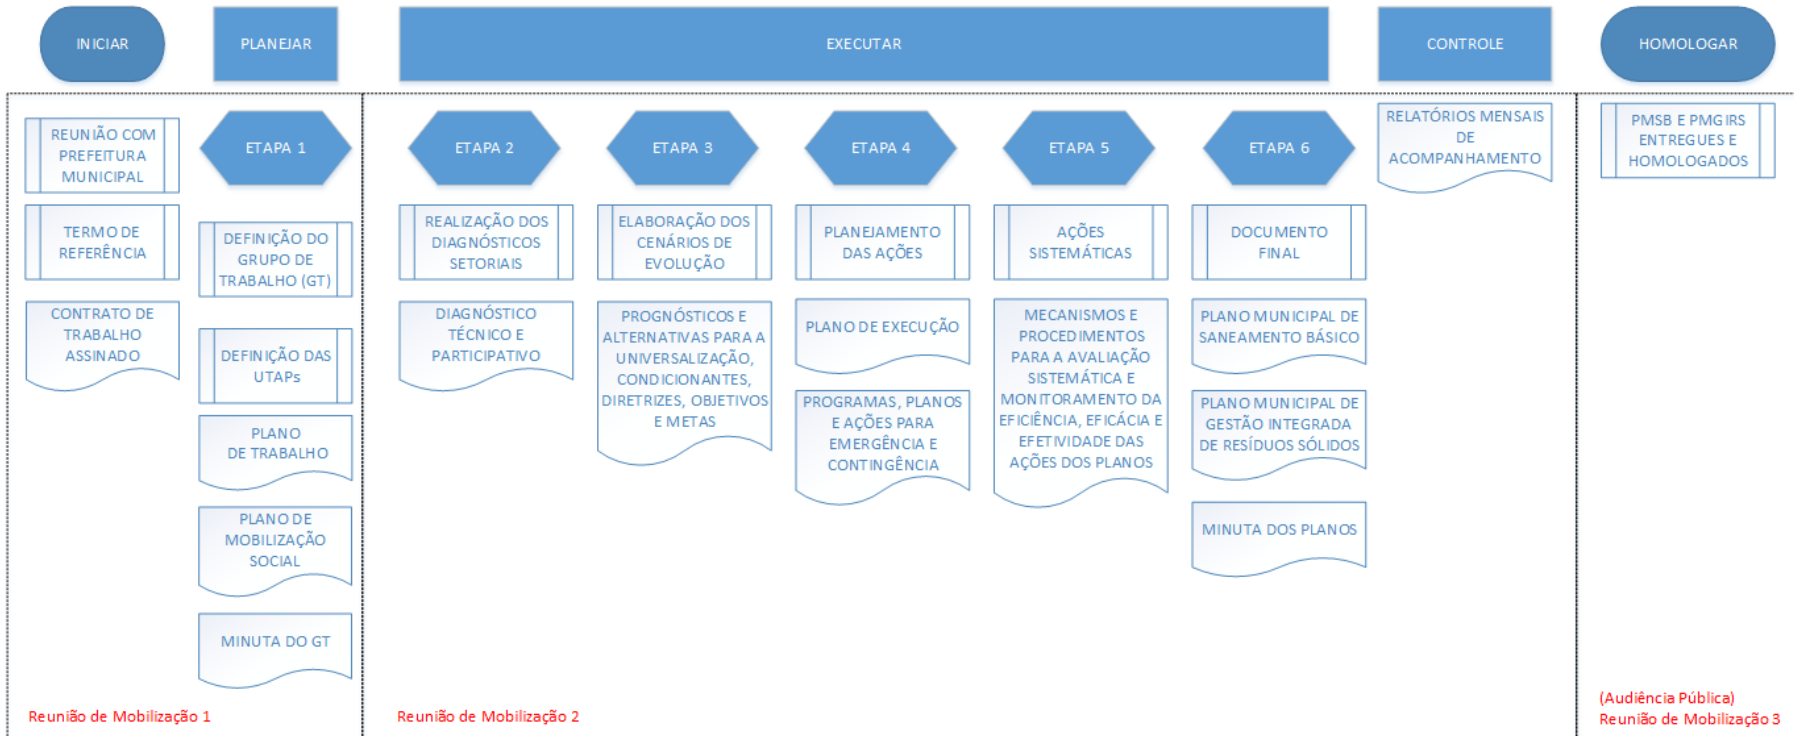 INICIAR
PLANEJAR
EXECUTAR
CONTROLE
HOMOLOGAR
REUNIÃO COM
PREFEITURA
MUNICIPAL
TERMO DE
REFERÊNCIA
CONTRATO DE
TRABALHO
ASSINADO
ETAPA 1
DEFINIÇÃO DO
GRUPO DE
TRABALHO (GT)
DEFINIÇÃO DAS
UTAPs
PLANO
DE TRABALHO
PLANO DE
MOBILIZAÇÃO
SOCIAL
MINUTA DO GT
Reunião de Mobilização 1
ETAPA 2
REALIZAÇÃO DOS
DIAGNÓSTICOS
SETORIAIS
DIAGNÓSTICO
TÉCNICO E
PARTICIPATIVO
ETAPA 3
ELABORAÇÃO DOS
CENÁRIOS DE
EVOLUÇÃO
PROGNÓSTICOS E
ALTERNATIVAS PARA A
UNIVERSALIZAÇÃO,
CONDICIONANTES,
DIRETRIZES, OBJETIVOS
E METAS
ETAPA 4
PLANEJAMENTO
DAS AÇÕES
PLANO DE EXECUÇÃO
PROGRAMAS, PLANOS
E AÇÕES PARA
EMERGÊNCIA E
CONTINGÊNCIA
ETAPA 5
AÇÕES
SISTEMÁTICAS
MECANISMOS E
PROCEDIMENTOS
PARA A AVALIAÇÃO
SISTEMÁTICA E
MONITORAMENTO DA
EFICIÊNCIA, EFICÁCIA E
EFETIVIDADE DAS
AÇÕES DOS PLANOS
ETAPA 6
DOCUMENTO
FINAL
PLANO MUNICIPAL DE
SANEAMENTO BÁSICO
PLANO MUNICIPAL DE
GESTÃO INTEGRADA
DE RESÍDUOS SÓLIDOS
MINUTA DOS PLANOS
Reunião de Mobilização 2
RELATÓRIOS MENSAIS
DE
ACOMPANHAMENTO
PMSB E PMGIRS
ENTREGUES E
HOMOLOGADOS
(Audiência Pública)
Reunião de Mobilização 3